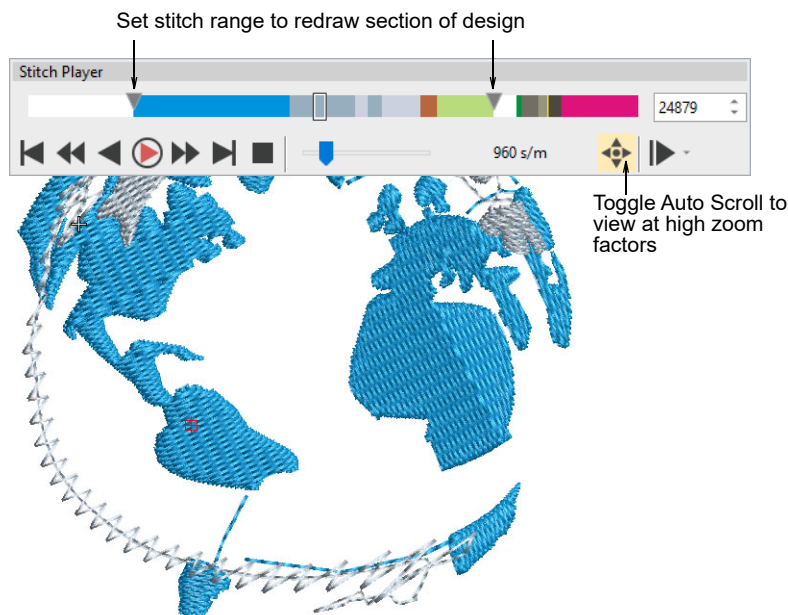 Set stitch range to redraw section of design
Stitch Player
24879
960 s/m
Toggle Auto Scroll to
view at high zoom
factors